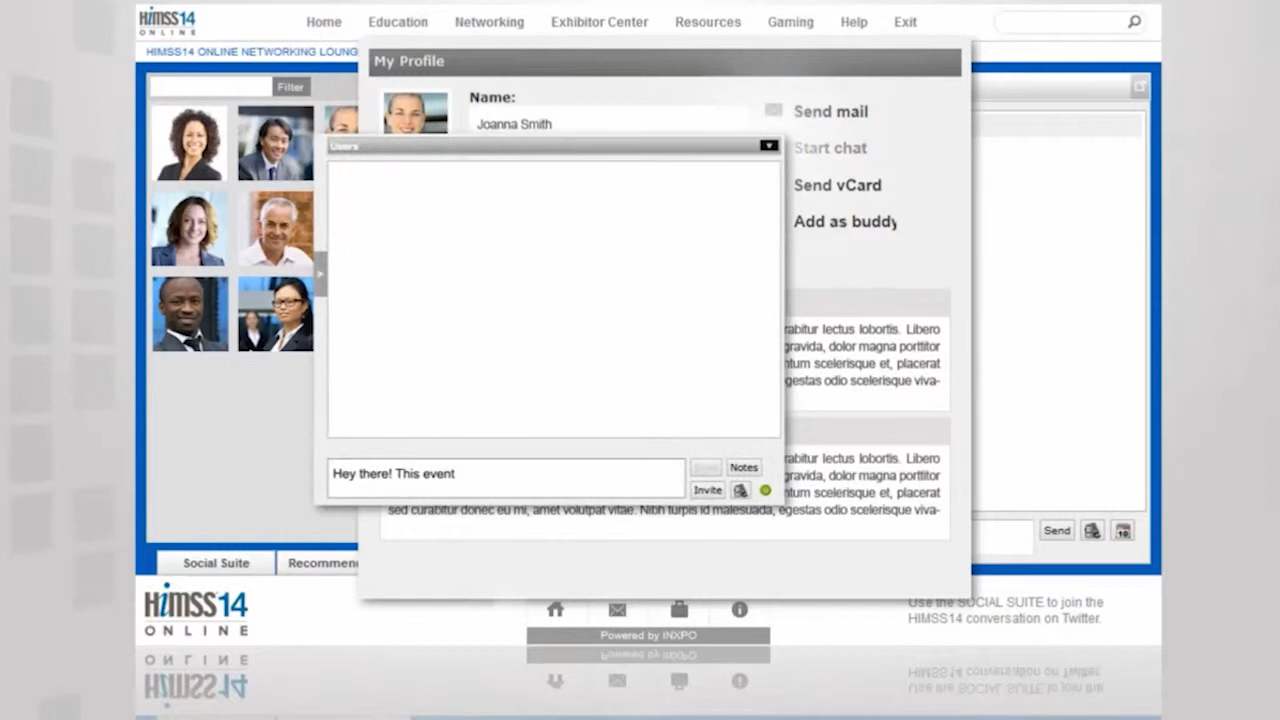 HIMSS14
ONLINE
Home
Education
Networking
Exhibitor Center
Resources
Gaming
Help
Exit
HIMSS14 ONLINE NETWORKING LOUNG
Filter
My Profile
Name:
Joanna Smith
Send mail
Start chat
Send vCard
Add as buddy
Users
rabitur lectus lobortis. Libero
gravida, dolor magna porttitor
ntum scelerisque et, placerat
egestas odio scelerisque viva-
rabitur lectus lobortis. Libero
gravida, dolor magna porttitor
ntum scelerisque et, placerat
sed curabitur donec eu mi, amet volutpat vitae. Nibh turpis id malesuada, egestas odio scelerisque viva-
Hey there! This event
Notes
Invite
Send
10
Social Suite
Recommen
HIMSS14
ONLINE
Powered by INXPO
Use the SOCIAL SUITE to join the
HIMSS14 conversation on Twitter.